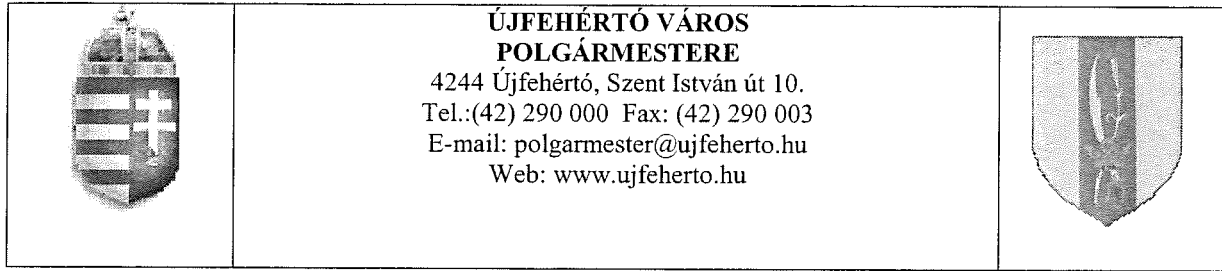 ÚJFEHÉRTÓ VÁROS
POLGÁRMESTERE
4244 Újfehértó, Szent István út 10.
Tel.:(42) 290 000 Fax: (42) 290 003
E-mail: polgarmester@ujfeherto.hu
Web: www.ujfeherto.hu